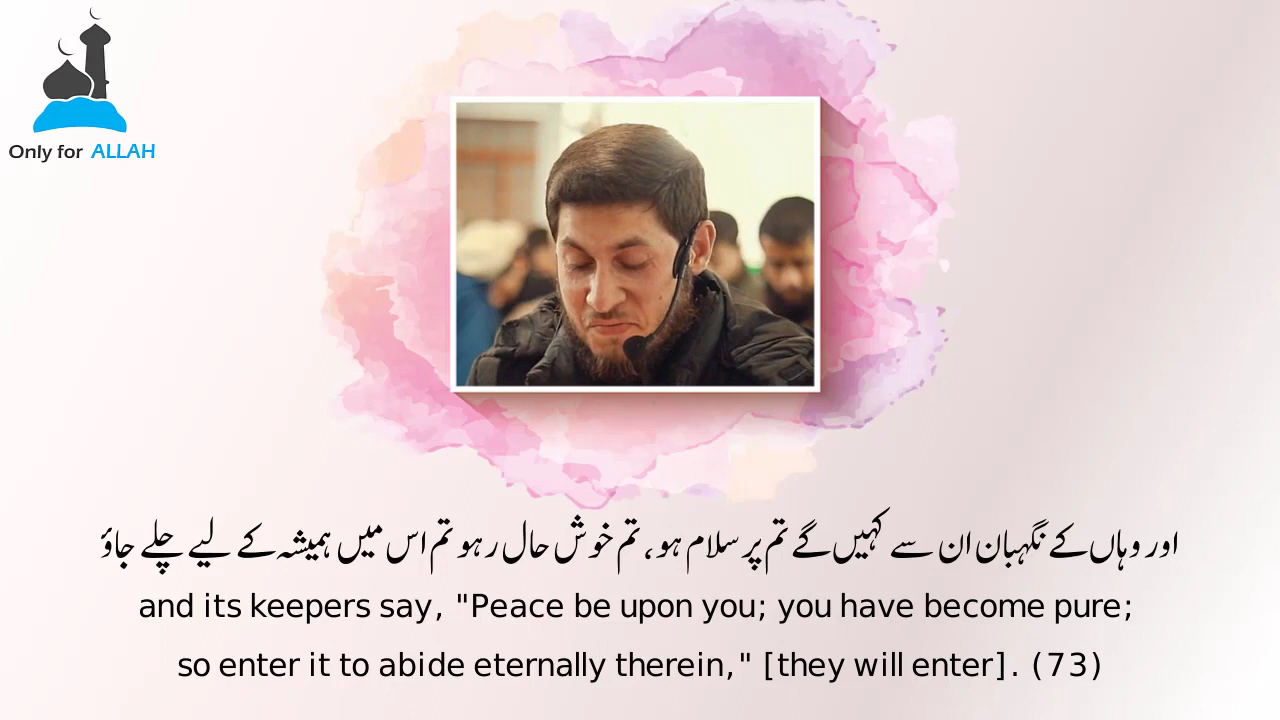 Only for ALLAH
اور وہاں کے نگہبان ان سے کہیں گے تم پر سلام ہو، تم خوش حال رہو تم اس میں ہمیشہ کے لیے چلے جاؤ
and its keepers say, "Peace be upon you; you have become pure;
so enter it to abide eternally therein," [they will enter]. (73)